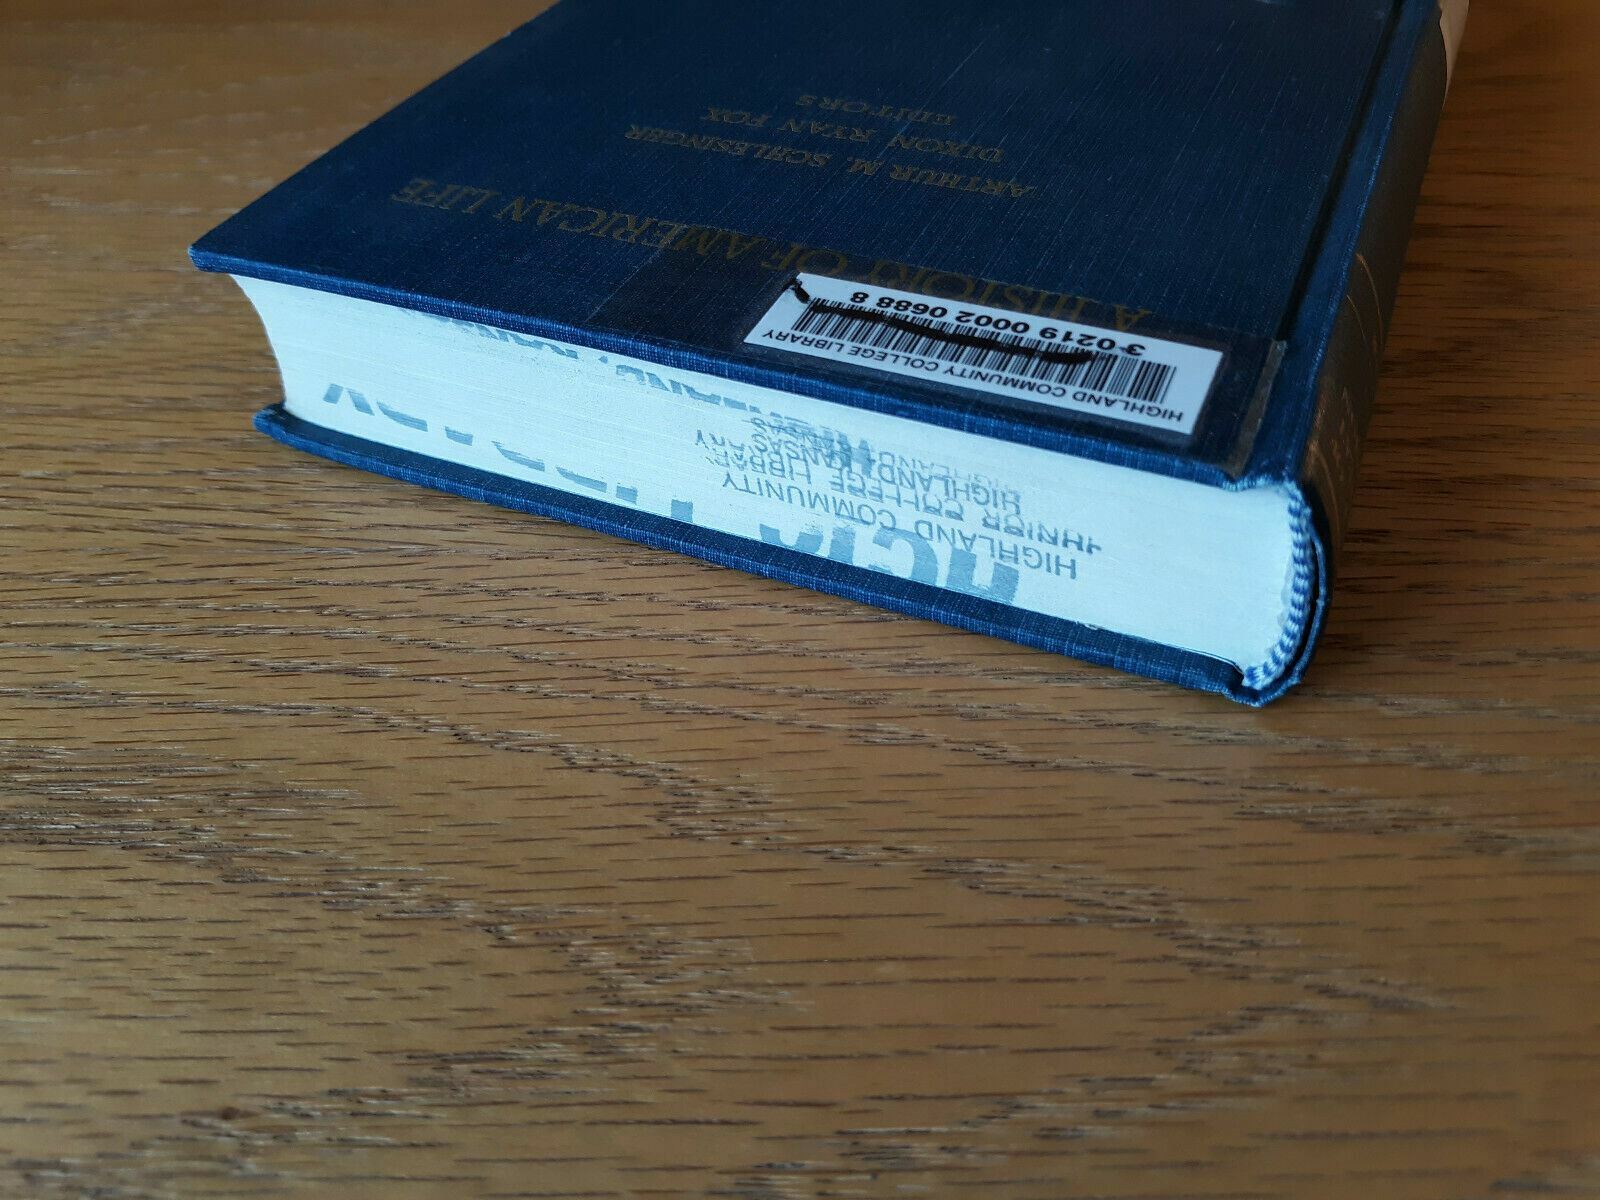 A HISTORY OF AMERICAN LIFE
ARTHUR M. SCHLESINGER
DIXON RYAN FOX
EDITORS
HIGHLAND COMMUNITY COLLEGE LIBRARY
3 0219 0002 0688 8
HIGHLAND COMMUNITY
JUNIOR COLLEGE LIBRARY
HIGHLAND, KANSAS